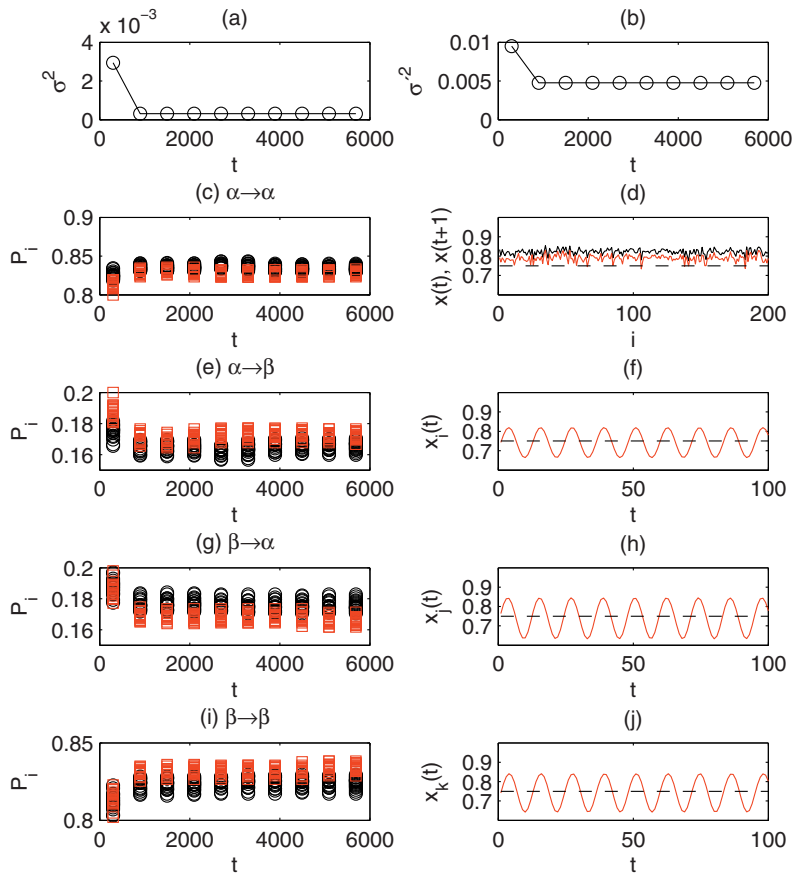 (a)
x 10⁻³
4
2
0
σ²
0 2000 4000 6000
t
(b)
0.01
0.005
0
σ′²
0 2000 4000 6000
t
(c) α→α
0.9
0.85
0.8
P_i
0 2000 4000 6000
t
(d)
0.9
0.8
0.7
x(t), x(t+1)
0 100 200
i
(e) α→β
0.2
0.18
0.16
P_i
0 2000 4000 6000
t
(f)
0.9
0.8
0.7
x_i(t)
0 50 100
t
(g) β→α
0.2
0.18
0.16
P_i
0 2000 4000 6000
t
(h)
0.9
0.8
0.7
x_j(t)
0 50 100
t
(i) β→β
0.85
0.8
P_i
0 2000 4000 6000
t
(j)
0.9
0.8
0.7
x_k(t)
0 50 100
t